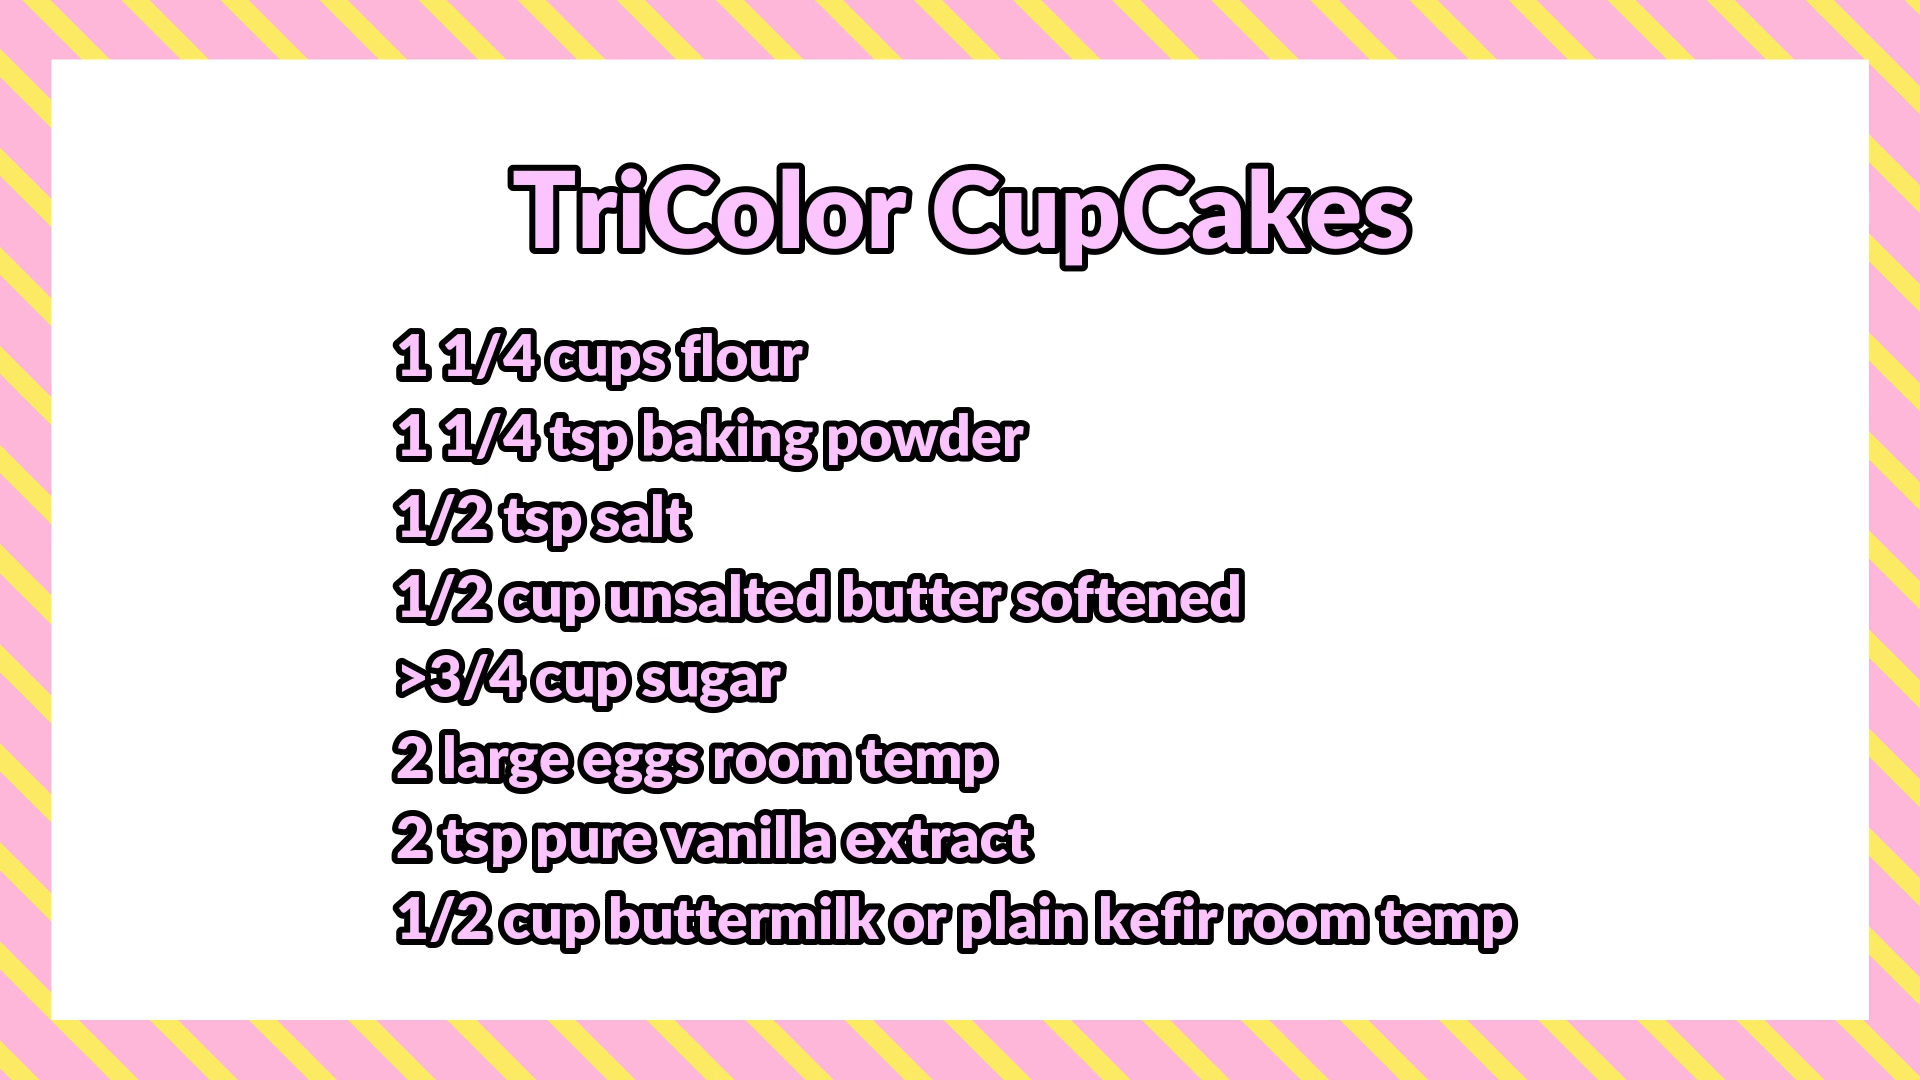 TriColor CupCakes
1 1/4 cups flour
1 1/4 tsp baking powder
1/2 tsp salt
1/2 cup unsalted butter softened
>3/4 cup sugar
2 large eggs room temp
2 tsp pure vanilla extract
1/2 cup buttermilk or plain kefir room temp